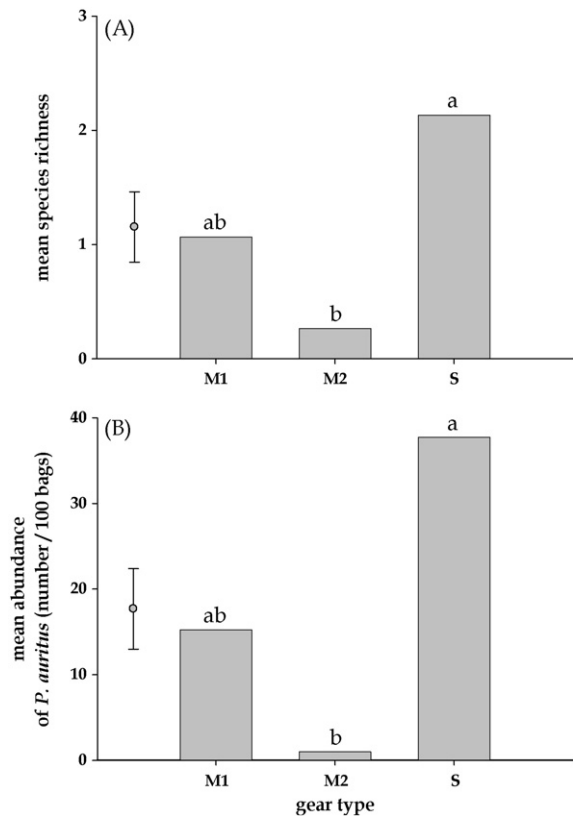 (A)
mean species richness
3
2
1
0
ab
b
a
M1 M2 S
(B)
mean abundance
of P. auritus (number/100 bags)
40
30
20
10
0
ab
b
a
M1 M2 S
gear type